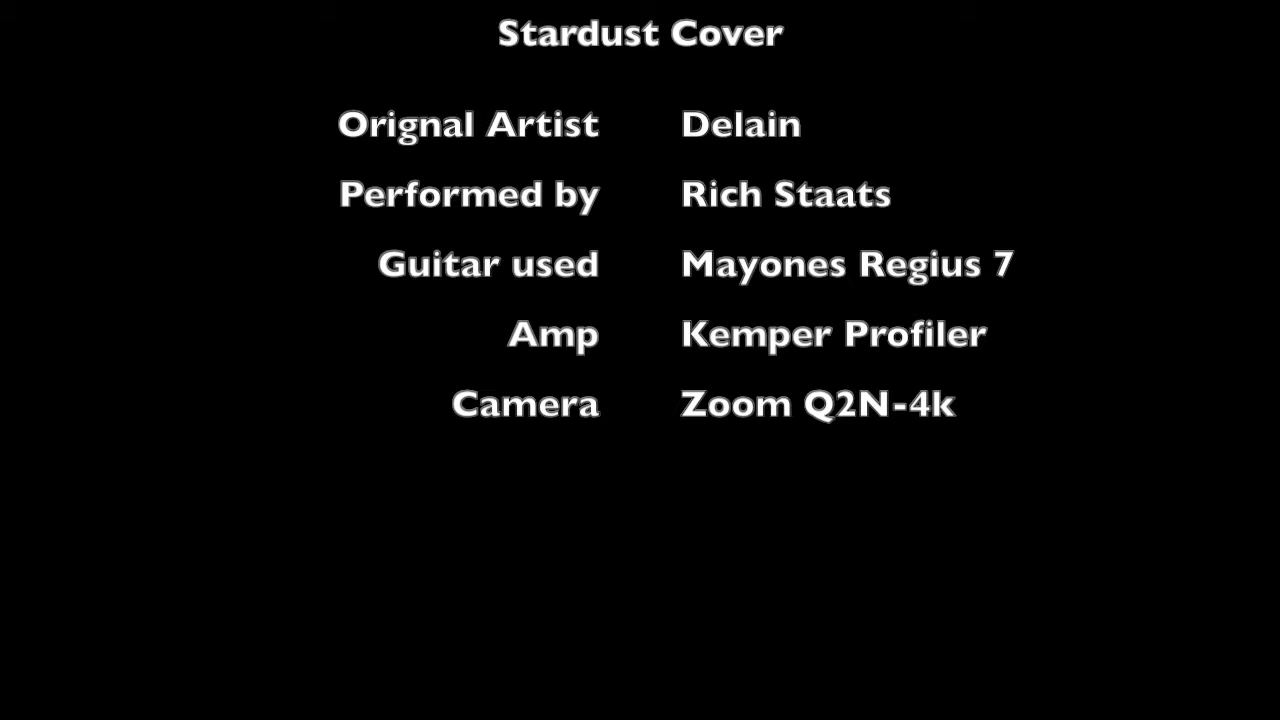 Stardust Cover
Orignal Artist Delain
Performed by Rich Staats
Guitar used Mayones Regius 7
Amp Kemper Profiler
Camera Zoom Q2N-4k